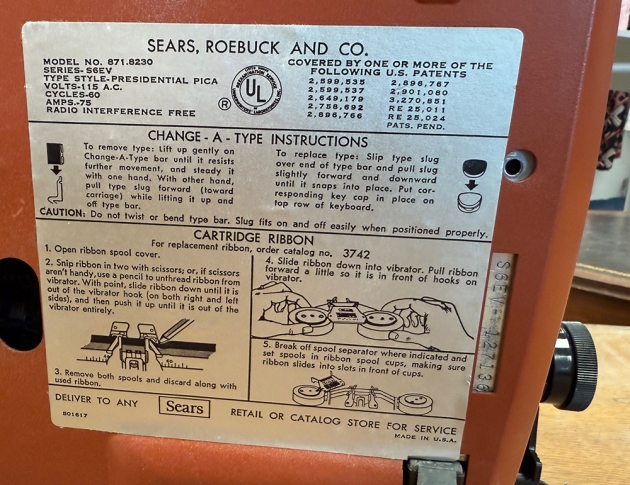 SEARS, ROEBUCK AND CO.
MODEL NO. 871.8230
SERIES-S6EV
TYPE STYLE-PRESIDENTIAL PICA
VOLTS-115 A.C.
CYCLES-60
AMPS.-75
RADIO INTERFERENCE FREE
UL
®
COVERED BY ONE OR MORE OF THE
FOLLOWING U.S. PATENTS
2,599,535 2,896,767
2,599,537 2,901,080
2,649,179 3,270,851
2,786,692 RE 25,011
2,896,766 RE 25,024
PATS. PEND.
CHANGE-A-TYPE INSTRUCTIONS
To remove type: Lift up gently on
Change-A-Type bar until it resists
further movement, and steady it
with one hand. With other hand,
pull type slug forward (toward
carriage) while lifting it up and
off type bar.
To replace type: Slip type slug
over end of type bar and pull slug
slightly forward and downward
until it snaps into place. Put cor-
responding key cap in place on
top row of keyboard.
CAUTION: Do not twist or bend type bar. Slug fits on and off easily when positioned properly.
CARTRIDGE RIBBON
For replacement ribbon, order catalog no. 3742
1. Open ribbon spool cover.
2. Snip ribbon in two with scissors; or, if scissors
aren't handy, use a pencil to unthread ribbon from
vibrator. With point, slide ribbon down until it is
out of the vibrator hook (on both right and left
sides), and then push it up until it is out of the
vibrator entirely.
3. Remove both spools and discard along with
used ribbon.
4. Slide ribbon down into vibrator. Pull ribbon
forward a little so it is in front of hooks on
vibrator.
5. Break off spool separator where indicated and
set spools in ribbon spool cups, making sure
ribbon slides into slots in front of cups.
DELIVER TO ANY Sears RETAIL OR CATALOG STORE FOR SERVICE
801617
MADE IN U.S.A.